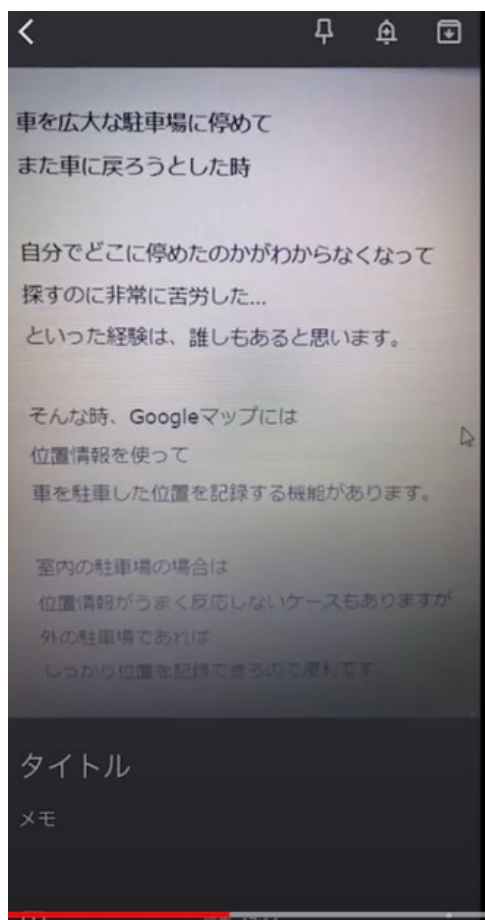 車を広大な駐車場に停めて
また車に戻ろうとした時
自分でどこに停めたのかがわからなくなって
探すのに非常に苦労した...
といった経験は、誰しもあると思います。
そんな時、Googleマップには
位置情報を使って
車を駐車した位置を記録する機能があります。
室内の駐車場の場合は
位置情報がうまく反応しないケースもありますが
外の駐車場であれば
しっかり位置を記録できるので便利です。
タイトル
メモ